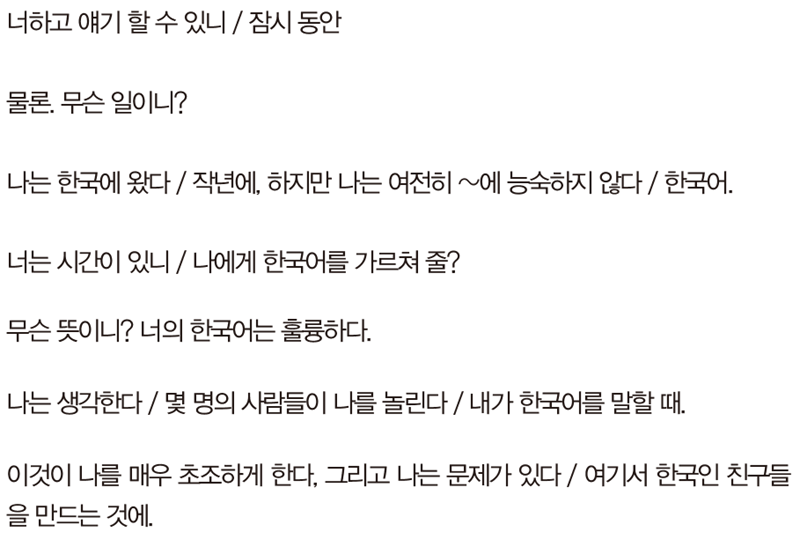 너하고 얘기 할 수 있니 / 잠시 동안
물론. 무슨 일이니?
나는 한국에 왔다 / 작년에, 하지만 나는 여전히 ~에 능숙하지 않다 / 한국어.
너는 시간이 있니 / 나에게 한국어를 가르쳐 줄?
무슨 뜻이니? 너의 한국어는 훌륭하다.
나는 생각한다 / 몇 명의 사람들이 나를 놀린다 / 내가 한국어를 말할 때.
이것이 나를 매우 초조하게 한다, 그리고 나는 문제가 있다 / 여기서 한국인 친구들
을 만드는 것에.